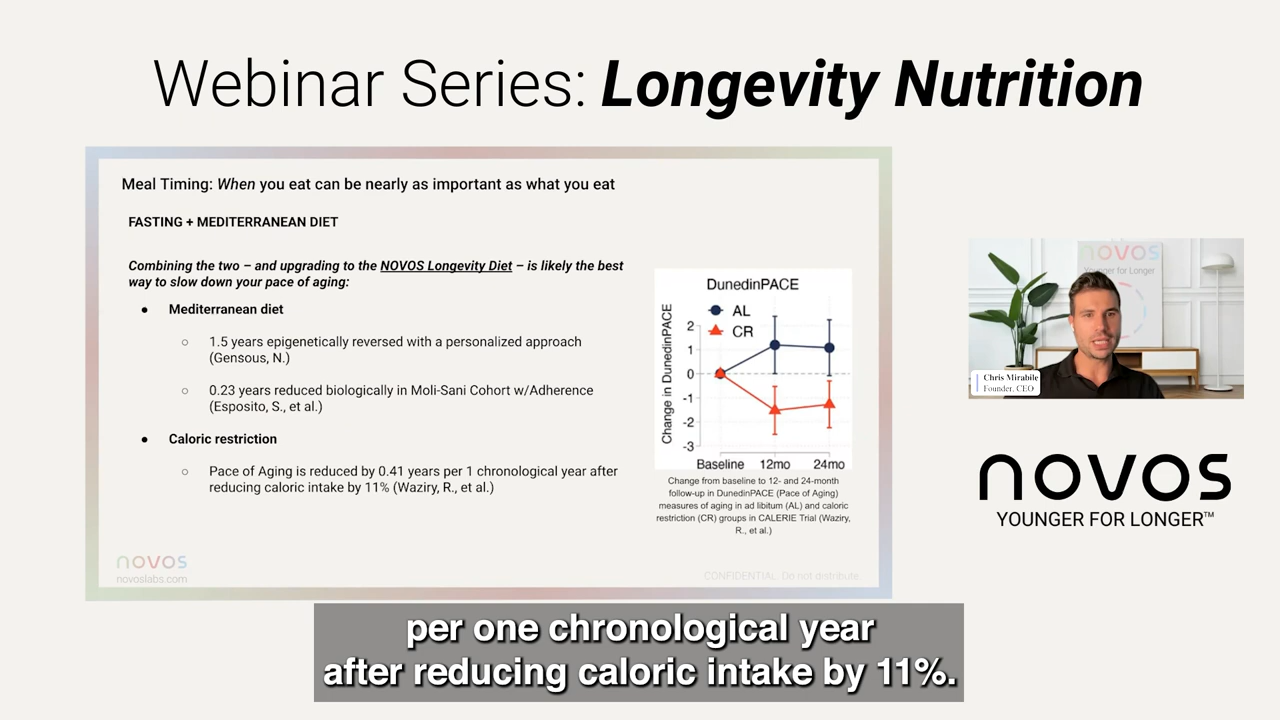 Webinar Series: Longevity Nutrition
Meal Timing: When you eat can be nearly as important as what you eat
FASTING + MEDITERRANEAN DIET
Combining the two – and upgrading to the NOVOS Longevity Diet – is likely the best
way to slow down your pace of aging:
● Mediterranean diet
○ 1.5 years epigenetically reversed with a personalized approach
(Gensous, N.)
○ 0.23 years reduced biologically in Moli-Sani Cohort w/Adherence
(Esposito, S., et al.)
● Caloric restriction
○ Pace of Aging is reduced by 0.41 years per 1 chronological year after
reducing caloric intake by 11% (Waziry, R., et al.)
DunedinPACE
AL
CR
Change in DunedinPACE
2
1
0
-1
-2
-3
Baseline 12mo 24mo
Change from baseline to 12- and 24-month
follow-up in DunedinPACE (Pace of Aging)
measures of aging in ad libitum (AL) and caloric
restriction (CR) groups in CALERIE Trial (Waziry,
R., et al.)
novos
novoslabs.com
CONFIDENTIAL. Do not distribute
novos
Younger for Longer
Chris Mirabile
Founder, CEO
novos
YOUNGER FOR LONGER™
per one chronological year
after reducing caloric intake by 11%.